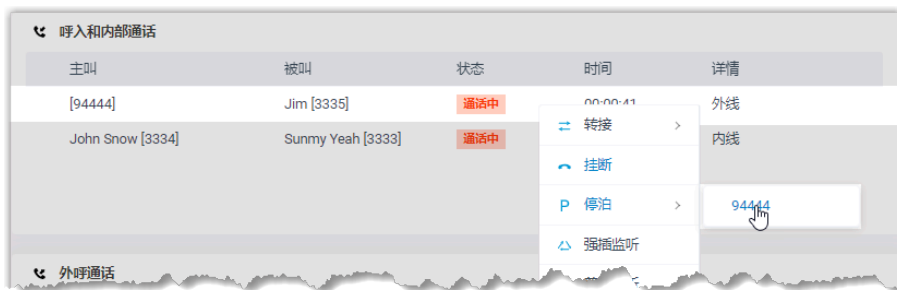 呼入和内部通话
主叫 被叫 状态 时间 详情
[94444] Jim [3335] 通话中 00:00:41 外线
转接
John Snow [3334] Sunmy Yeah [3333] 通话中 内线
挂断
P 停泊 94444
强插监听
外呼通话